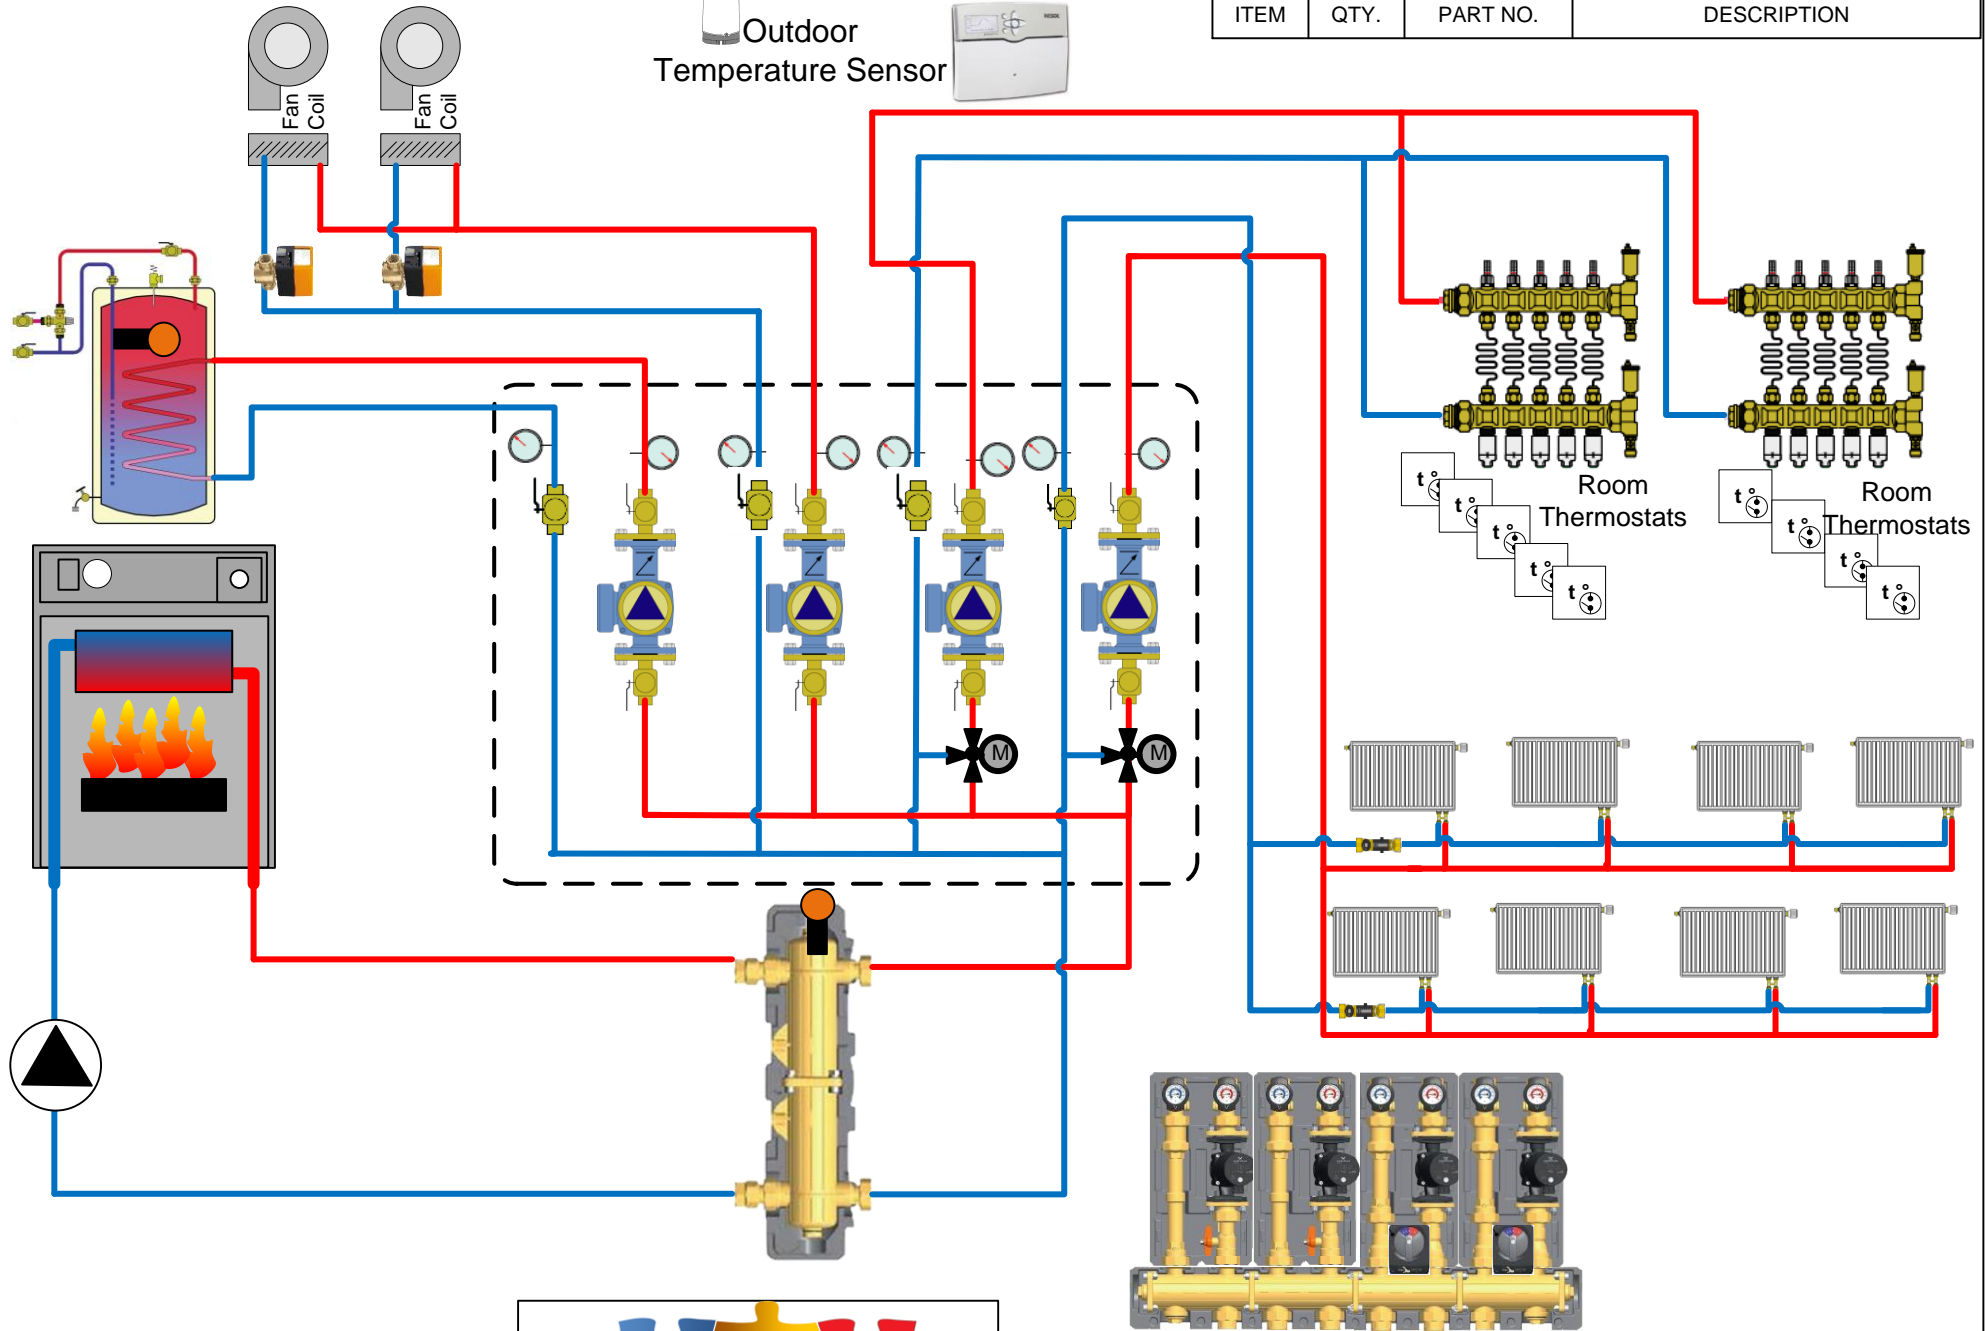 Outdoor
Temperature Sensor
ITEM QTY. PART NO. DESCRIPTION
Fan
Coil
Fan
Coil
Room
Thermostats
Room
Thermostats
t°
t°
t°
t°
t°
t°
t°
t°
t°
M
M